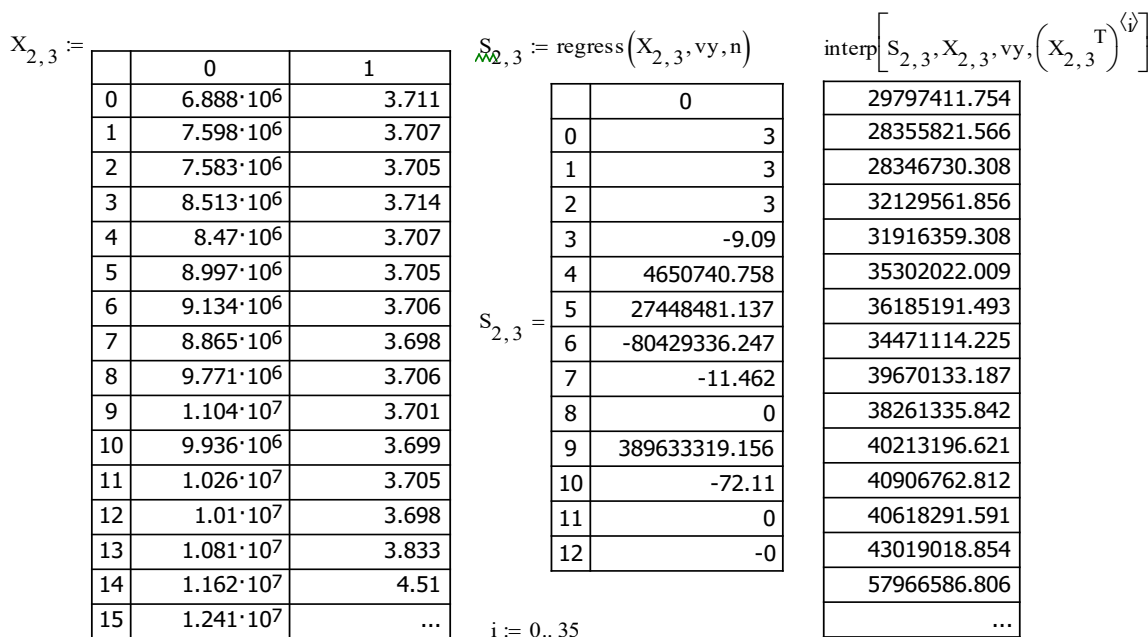 X2,3 :=
0 1
0 6.888·10^6 3.711
1 7.598·10^6 3.707
2 7.583·10^6 3.705
3 8.513·10^6 3.714
4 8.47·10^6 3.707
5 8.997·10^6 3.705
6 9.134·10^6 3.706
7 8.865·10^6 3.698
8 9.771·10^6 3.706
9 1.104·10^7 3.701
10 9.936·10^6 3.699
11 1.026·10^7 3.705
12 1.01·10^7 3.698
13 1.081·10^7 3.833
14 1.162·10^7 4.51
15 1.241·10^7 ...
S2,3 := regress(X2,3, vy, n)
S2,3 =
0
0 3
1 3
2 3
3 -9.09
4 4650740.758
5 27448481.137
6 -80429336.247
7 -11.462
8 0
9 389633319.156
10 -72.11
11 0
12 -0
i := 0.. 35
interp[S2,3, X2,3, vy, (X2,3^T)^⟨i⟩]
29797411.754
28355821.566
28346730.308
32129561.856
31916359.308
35302022.009
36185191.493
34471114.225
39670133.187
38261335.842
40213196.621
40906762.812
40618291.591
43019018.854
57966586.806
...